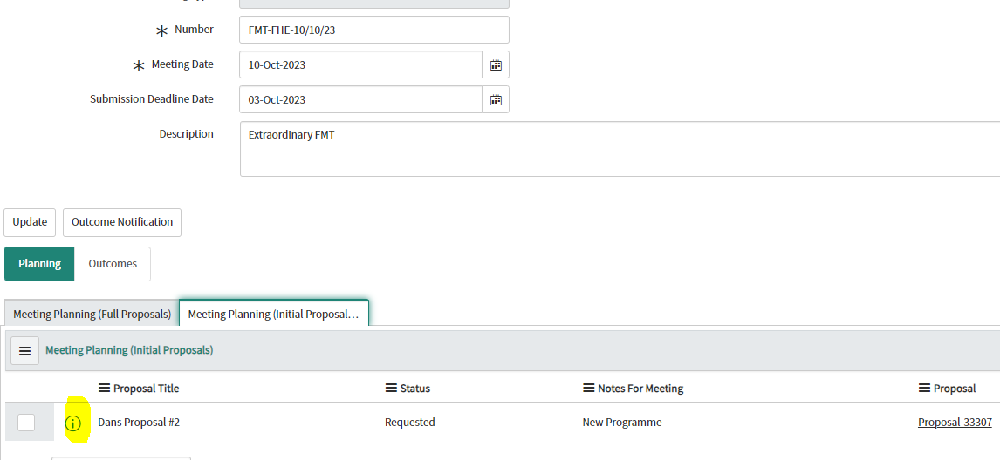 Number
FMT-FHE-10/10/23
Meeting Date
10-Oct-2023
Submission Deadline Date
03-Oct-2023
Description
Extraordinary FMT
Update
Outcome Notification
Planning
Outcomes
Meeting Planning (Full Proposals)
Meeting Planning (Initial Proposal...
Meeting Planning (Initial Proposals)
Proposal Title
Status
Notes For Meeting
Proposal
Dans Proposal #2
Requested
New Programme
Proposal-33307